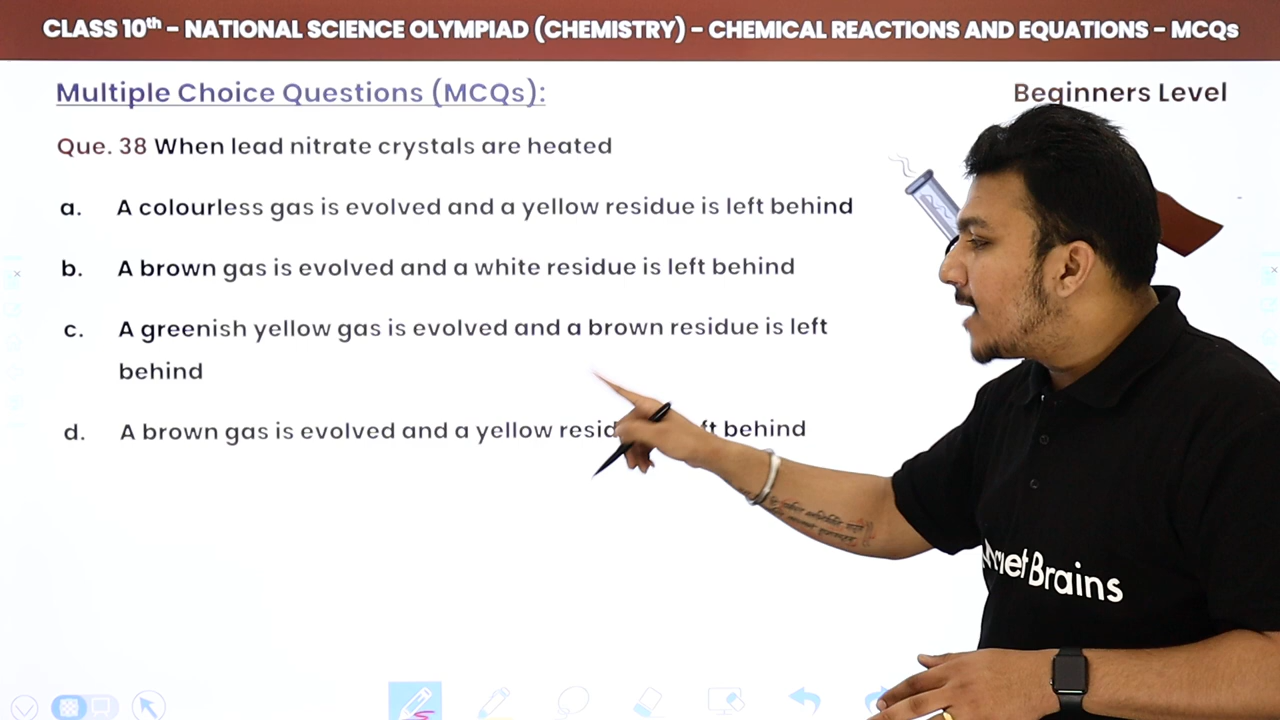 CLASS 10th – NATIONAL SCIENCE OLYMPIAD (CHEMISTRY) – CHEMICAL REACTIONS AND EQUATIONS – MCQs
Multiple Choice Questions (MCQs):
Beginners Level
Que. 38 When lead nitrate crystals are heated
a. A colourless gas is evolved and a yellow residue is left behind
b. A brown gas is evolved and a white residue is left behind
c. A greenish yellow gas is evolved and a brown residue is left
behind
d. A brown gas is evolved and a yellow behind
Brains